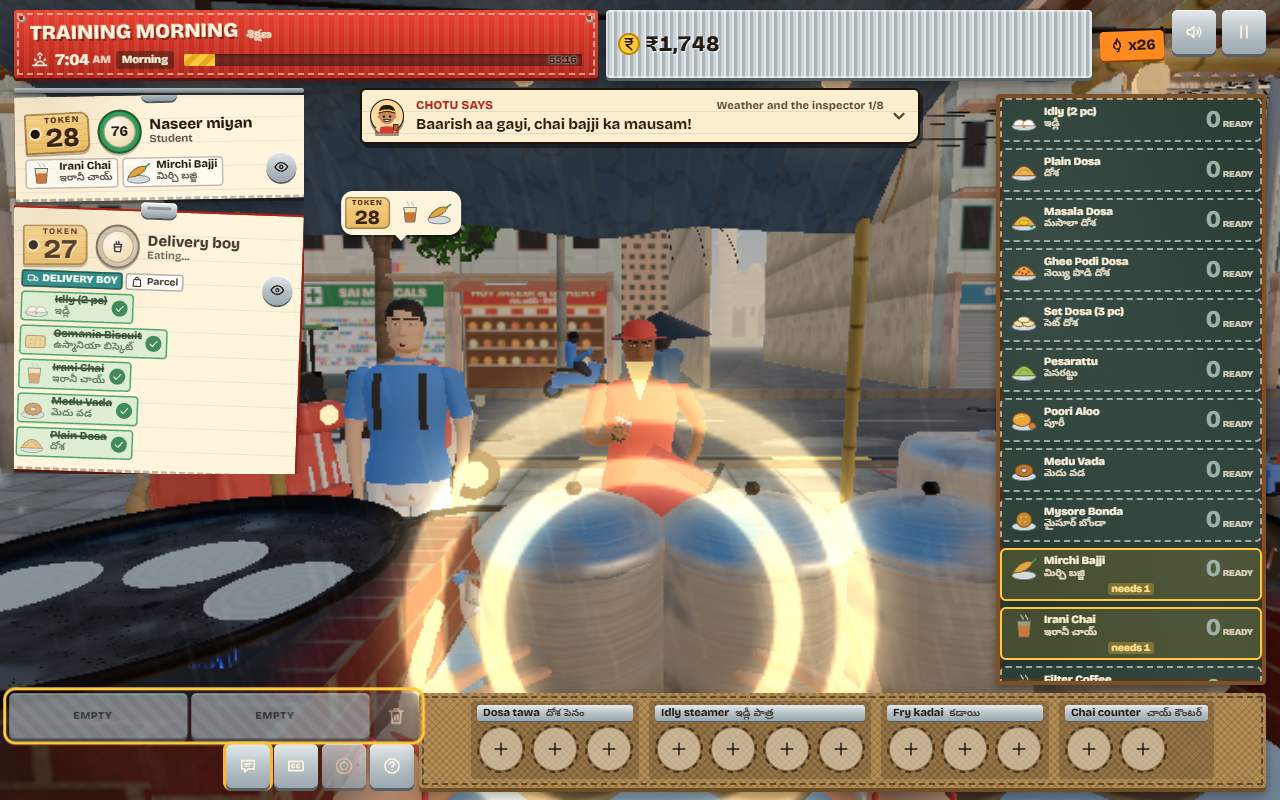 TRAINING MORNING శిక్షణ
7:04 AM Morning 55:16
₹1,748
x26
CHOTU SAYS
Weather and the inspector 1/8
Baarish aa gayi, chai bajji ka mausam!
TOKEN
28
76
Naseer miyan
Student
Irani Chai
ఇరానీ చాయ్
Mirchi Bajji
మిర్చి బజ్జి
TOKEN
27
Delivery boy
Eating...
DELIVERY BOY
Parcel
Idly (2 pc)
ఇడ్లీ
Osmania Biscuit
ఉస్మానియా బిస్కెట్
Irani Chai
ఇరానీ చాయ్
Medu Vada
మెదు వడ
Plain Dosa
దోశ
TOKEN
28
Idly (2 pc)
ఇడ్లీ
0 READY
Plain Dosa
దోశ
0 READY
Masala Dosa
మసాలా దోశ
0 READY
Ghee Podi Dosa
నెయ్యి పొడి దోశ
0 READY
Set Dosa (3 pc)
సెట్ దోశ
0 READY
Pesarattu
పెసరట్టు
0 READY
Poori Aloo
పూరీ
0 READY
Medu Vada
మెదు వడ
0 READY
Mysore Bonda
మైసూర్ బోండా
0 READY
Mirchi Bajji
మిర్చి బజ్జి
0 READY
needs 1
Irani Chai
ఇరానీ చాయ్
0 READY
needs 1
Filter Coffee
EMPTY
EMPTY
Dosa tawa దోశ పెనం
Idly steamer ఇడ్లీ పాత్ర
Fry kadai కడాయి
Chai counter చాయ్ కౌంటర్